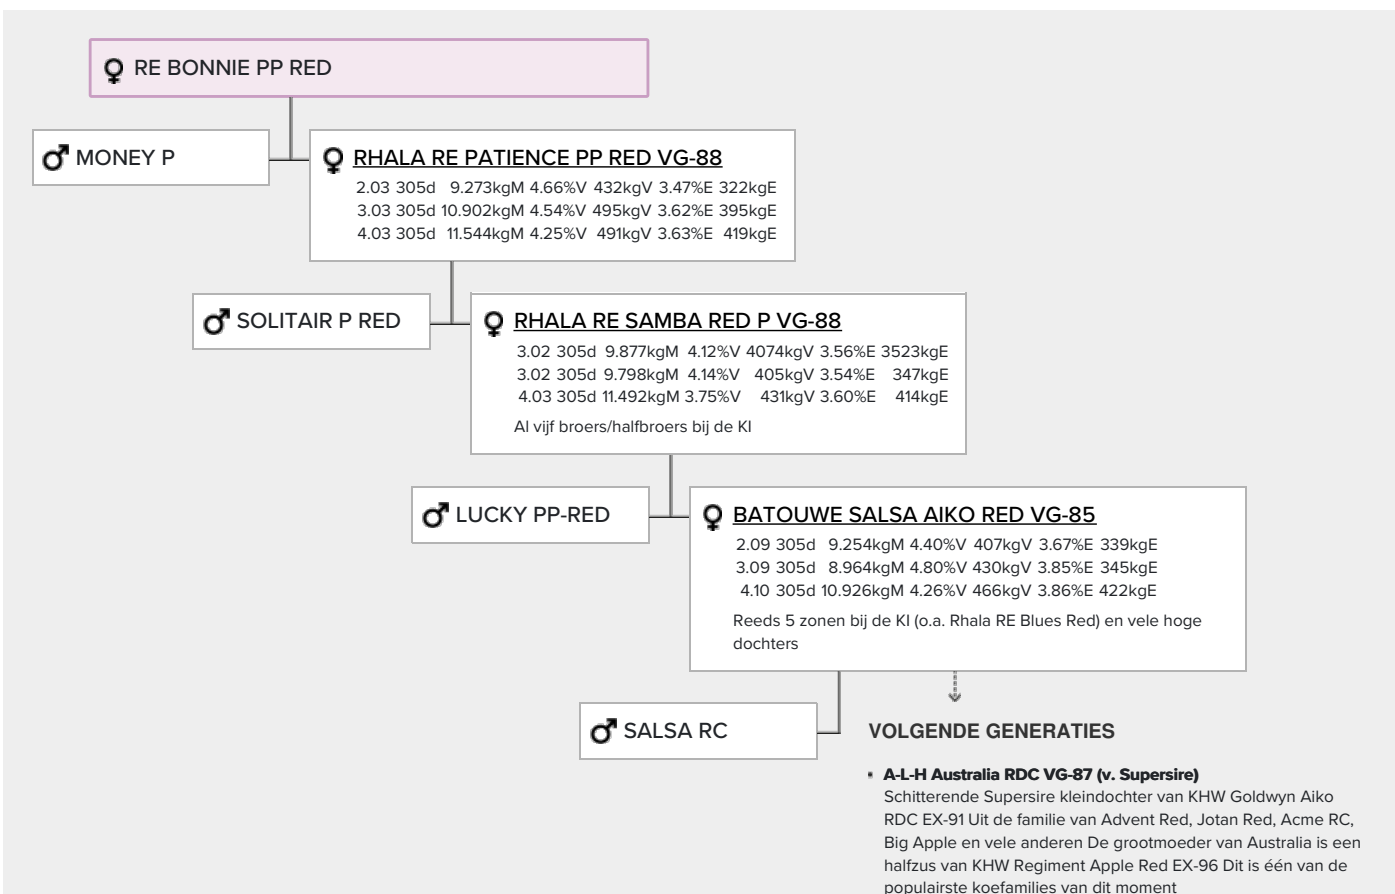 RE BONNIE PP RED
MONEY P
RHALA RE PATIENCE PP RED VG-88
2.03 305d 9.273kgM 4.66%V 432kgV 3.47%E 322kgE
3.03 305d 10.902kgM 4.54%V 495kgV 3.62%E 395kgE
4.03 305d 11.544kgM 4.25%V 491kgV 3.63%E 419kgE
SOLITAIR P RED
RHALA RE SAMBA RED P VG-88
3.02 305d 9.877kgM 4.12%V 4074kgV 3.56%E 3523kgE
3.02 305d 9.798kgM 4.14%V 405kgV 3.54%E 347kgE
4.03 305d 11.492kgM 3.75%V 431kgV 3.60%E 414kgE
Al vijf broers/halfbroers bij de KI
LUCKY PP-RED
BATOUWE SALSA AIKO RED VG-85
2.09 305d 9.254kgM 4.40%V 407kgV 3.67%E 339kgE
3.09 305d 8.964kgM 4.80%V 430kgV 3.85%E 345kgE
4.10 305d 10.926kgM 4.26%V 466kgV 3.86%E 422kgE
Reeds 5 zonen bij de KI (o.a. Rhala RE Blues Red) en vele hoge
dochters
SALSA RC
VOLGENDE GENERATIES
A-L-H Australia RDC VG-87 (v. Supersire)
Schitterende Supersire kleindochter van KHW Goldwyn Aiko
RDC EX-91 Uit de familie van Advent Red, Jotan Red, Acme RC,
Big Apple en vele anderen De grootmoeder van Australia is een
halfzus van KHW Regiment Apple Red EX-96 Dit is één van de
populairste koefamilies van dit moment